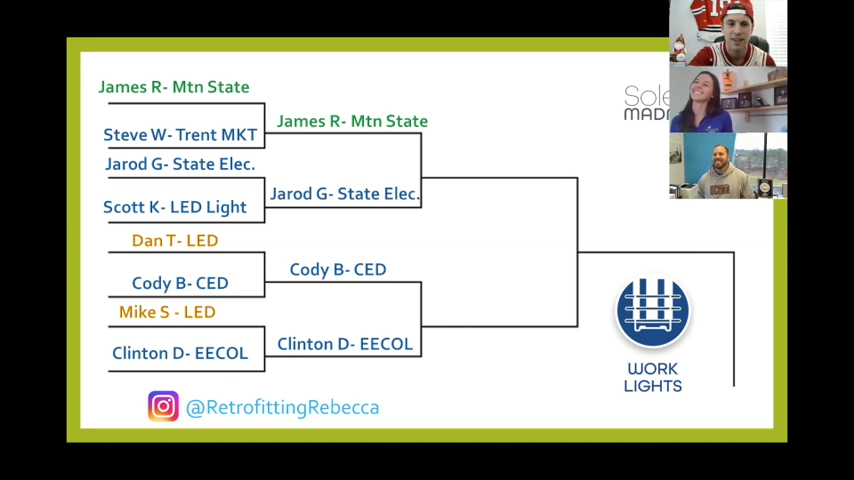 James R- Mtn State
Steve W- Trent MKT
James R- Mtn State
Jarod G- State Elec.
Scott K- LED Light
Jarod G- State Elec.
Dan T- LED
Cody B- CED
Cody B- CED
Mike S - LED
Clinton D- EECOL
Clinton D- EECOL
WORK
LIGHTS
@RetrofittingRebecca